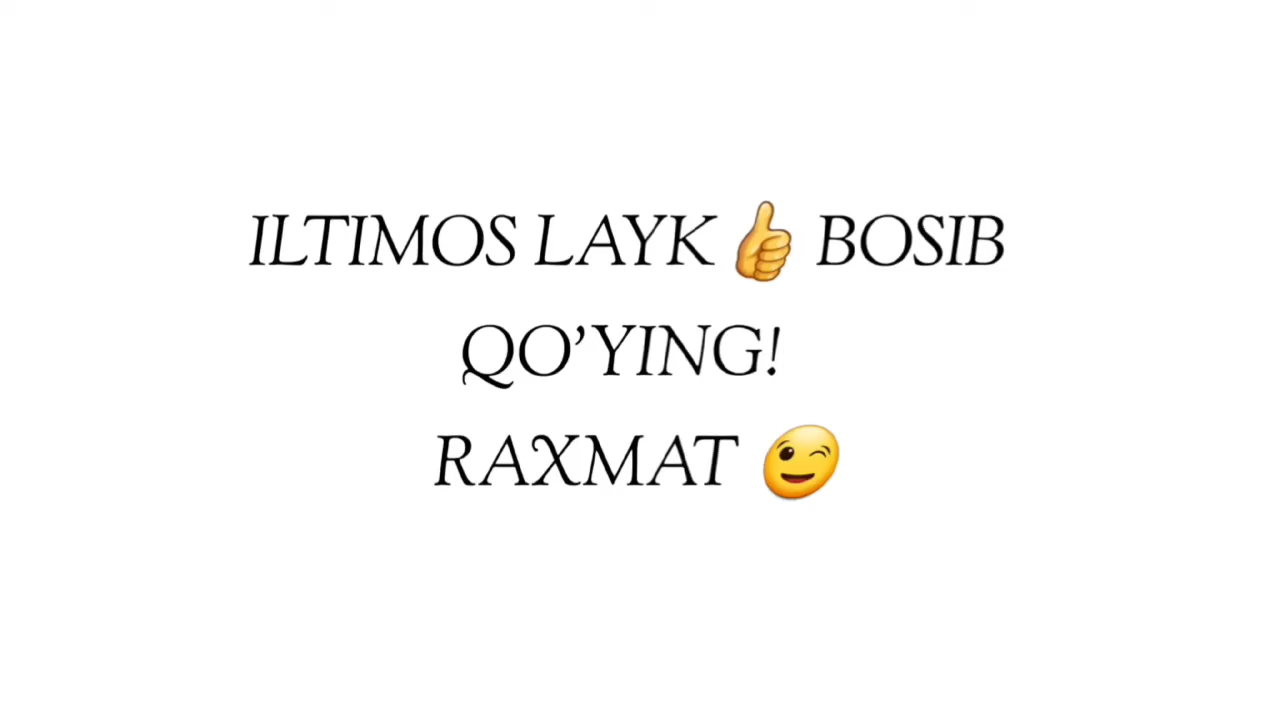 ILTIMOS LAYK 👍 BOSIB
QO’YING!
RAXMAT 😉